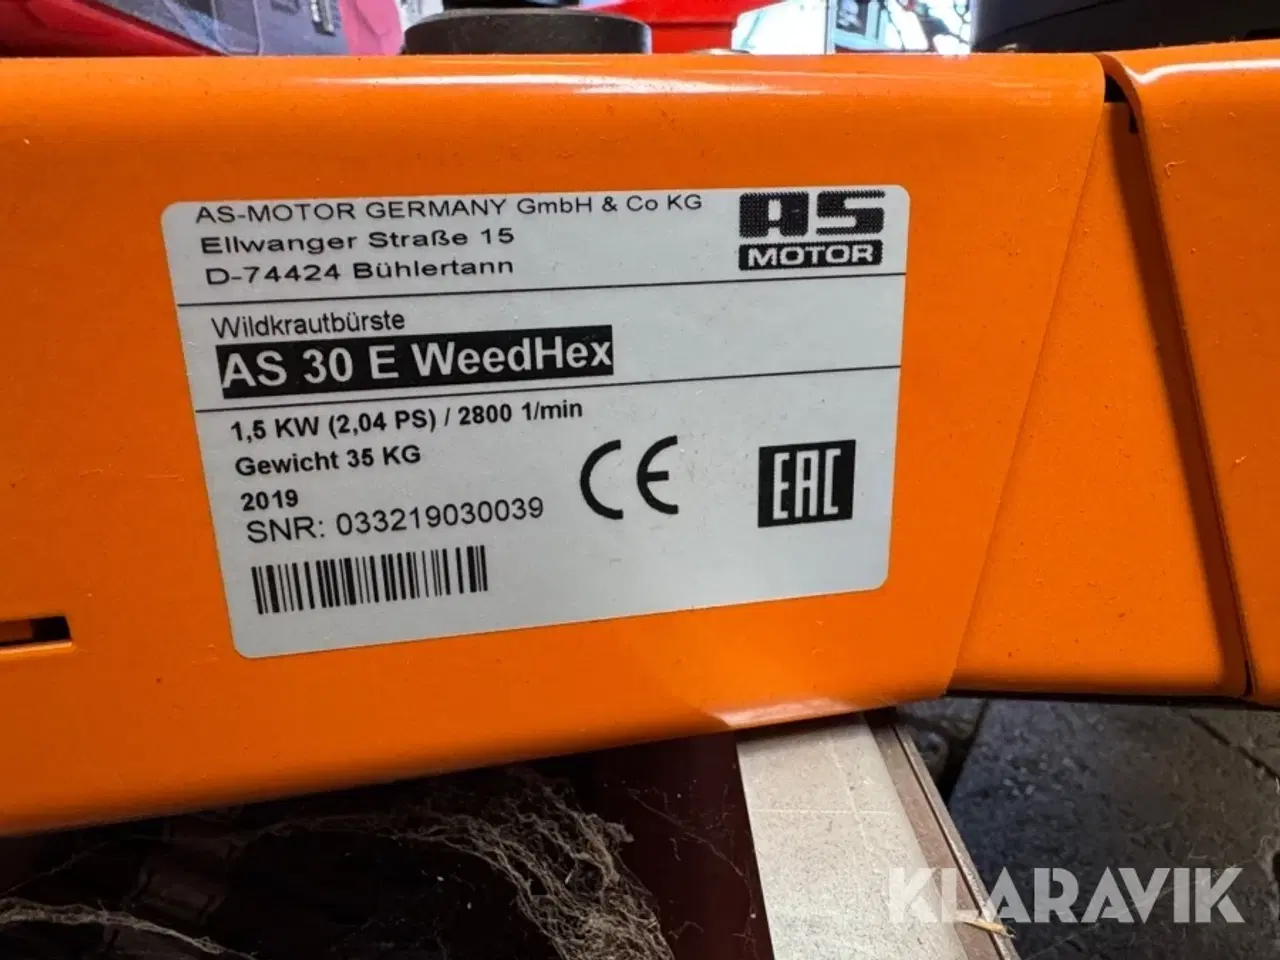 AS-MOTOR GERMANY GmbH & Co KG
Ellwanger Straße 15
D-74424 Bühlertann
AS
MOTOR
Wildkrautbürste
AS 30 E WeedHex
1,5 KW (2,04 PS) / 2800 1/min
Gewicht 35 KG
2019
SNR: 033219030039
CE
EAC
KLARAVIK